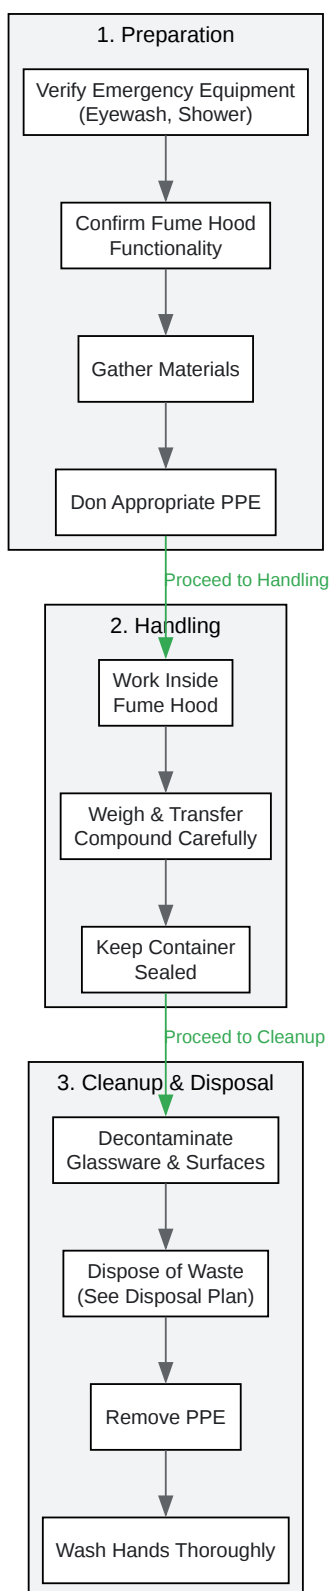 1. Preparation
Verify Emergency Equipment
(Eyewash, Shower)
Confirm Fume Hood
Functionality
Gather Materials
Don Appropriate PPE
Proceed to Handling
2. Handling
Work Inside
Fume Hood
Weigh & Transfer
Compound Carefully
Keep Container
Sealed
Proceed to Cleanup
3. Cleanup & Disposal
Decontaminate
Glassware & Surfaces
Dispose of Waste
(See Disposal Plan)
Remove PPE
Wash Hands Thoroughly